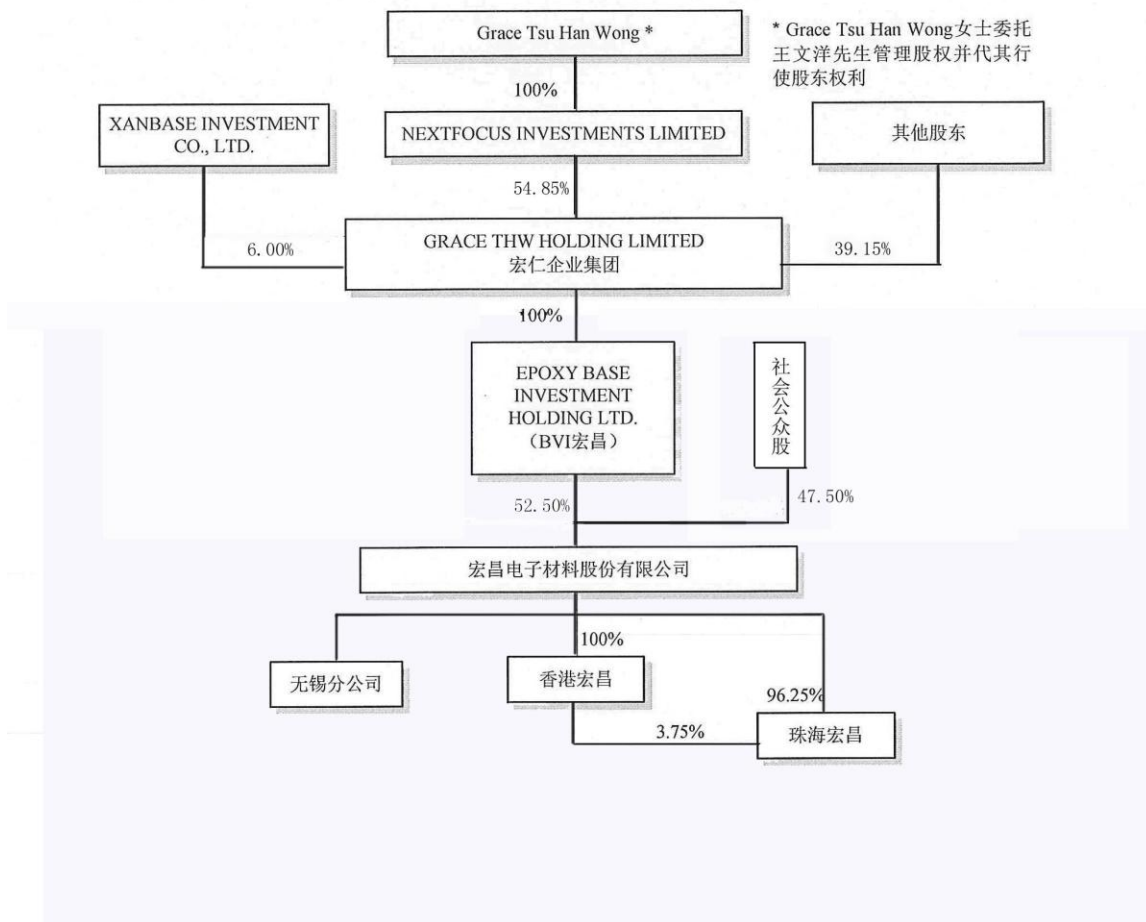 Grace Tsu Han Wong *
* Grace Tsu Han Wong女士委托
王文洋先生管理股权并代其行
使股东权利
100%
XANBASE INVESTMENT
CO., LTD.
NEXTFOCUS INVESTMENTS LIMITED
其他股东
54.85%
6.00%
GRACE THW HOLDING LIMITED
宏仁企业集团
39.15%
100%
EPOXY BASE
INVESTMENT
HOLDING LTD.
（BVI宏昌）
社会公众股
52.50%
47.50%
宏昌电子材料股份有限公司
100%
无锡分公司
香港宏昌
96.25%
3.75%
珠海宏昌